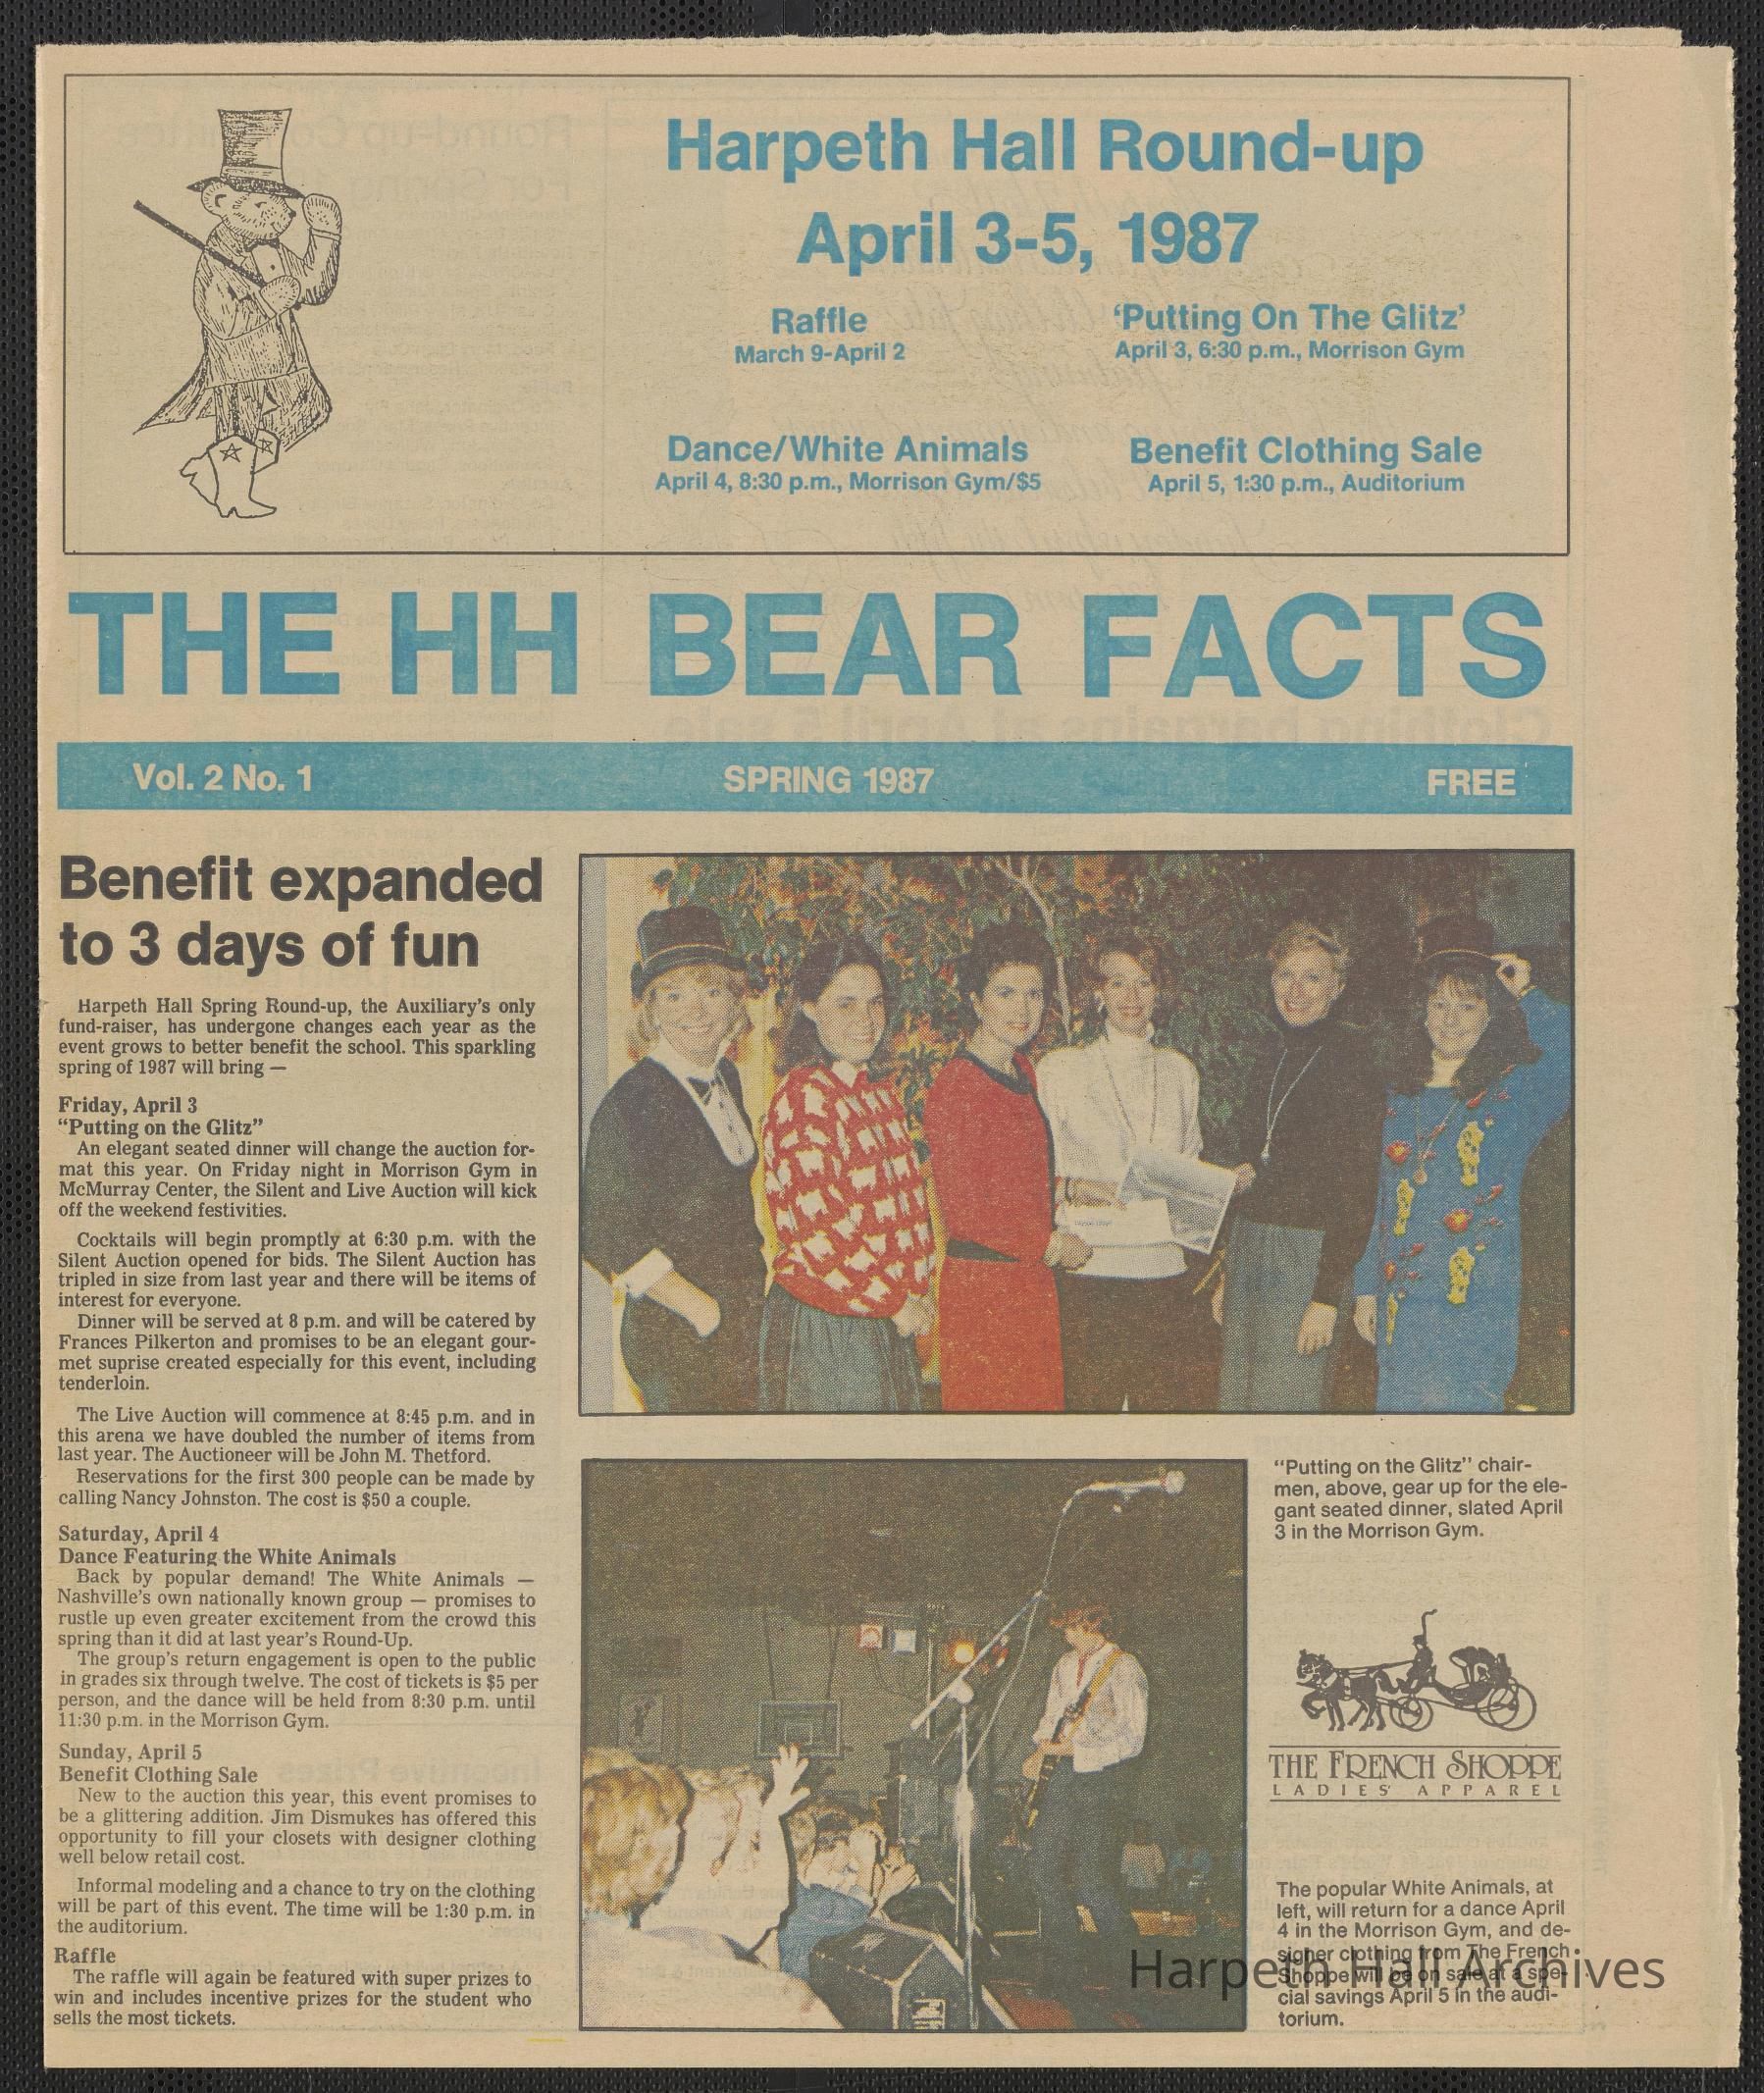 Harpeth Hall Round-up
April 3-5, 1987
Raffle
March 9-April 2
'Putting On The Glitz'
April 3, 6:30 p.m., Morrison Gym
Dance/White Animals
April 4, 8:30 p.m., Morrison Gym/$5
Benefit Clothing Sale
April 5, 1:30 p.m., Auditorium
THE HH BEAR FACTS
Vol. 2 No. 1 SPRING 1987 FREE
Benefit expanded
to 3 days of fun
Harpeth Hall Spring Round-up, the Auxiliary's only
fund-raiser, has undergone changes each year as the
event grows to better benefit the school. This sparkling
spring of 1987 will bring —
Friday, April 3
"Putting on the Glitz"
An elegant seated dinner will change the auction for-
mat this year. On Friday night in Morrison Gym in
McMurray Center, the Silent and Live Auction will kick
off the weekend festivities.
Cocktails will begin promptly at 6:30 p.m. with the
Silent Auction opened for bids. The Silent Auction has
tripled in size from last year and there will be items of
interest for everyone.
Dinner will be served at 8 p.m. and will be catered by
Frances Pilkerton and promises to be an elegant gour-
met suprise created especially for this event, including
tenderloin.
The Live Auction will commence at 8:45 p.m. and in
this arena we have doubled the number of items from
last year. The Auctioneer will be John M. Thetford.
Reservations for the first 300 people can be made by
calling Nancy Johnston. The cost is $50 a couple.
Saturday, April 4
Dance Featuring the White Animals
Back by popular demand! The White Animals —
Nashville's own nationally known group — promises to
rustle up even greater excitement from the crowd this
spring than it did at last year's Round-Up.
The group's return engagement is open to the public
in grades six through twelve. The cost of tickets is $5 per
person, and the dance will be held from 8:30 p.m. until
11:30 p.m. in the Morrison Gym.
Sunday, April 5
Benefit Clothing Sale
New to the auction this year, this event promises to
be a glittering addition. Jim Dismukes has offered this
opportunity to fill your closets with designer clothing
well below retail cost.
Informal modeling and a chance to try on the clothing
will be part of this event. The time will be 1:30 p.m. in
the auditorium.
Raffle
The raffle will again be featured with super prizes to
win and includes incentive prizes for the student who
sells the most tickets.
"Putting on the Glitz" chair-
men, above, gear up for the ele-
gant seated dinner, slated April
3 in the Morrison Gym.
THE FRENCH SHOPPE
LADIES' APPAREL
The popular White Animals, at
left, will return for a dance April
4 in the Morrison Gym, and de-
signer clothing from The French
Shoppe will be on sale at a spe-
cial savings April 5 in the audi-
torium.
Harpeth Hall Archives